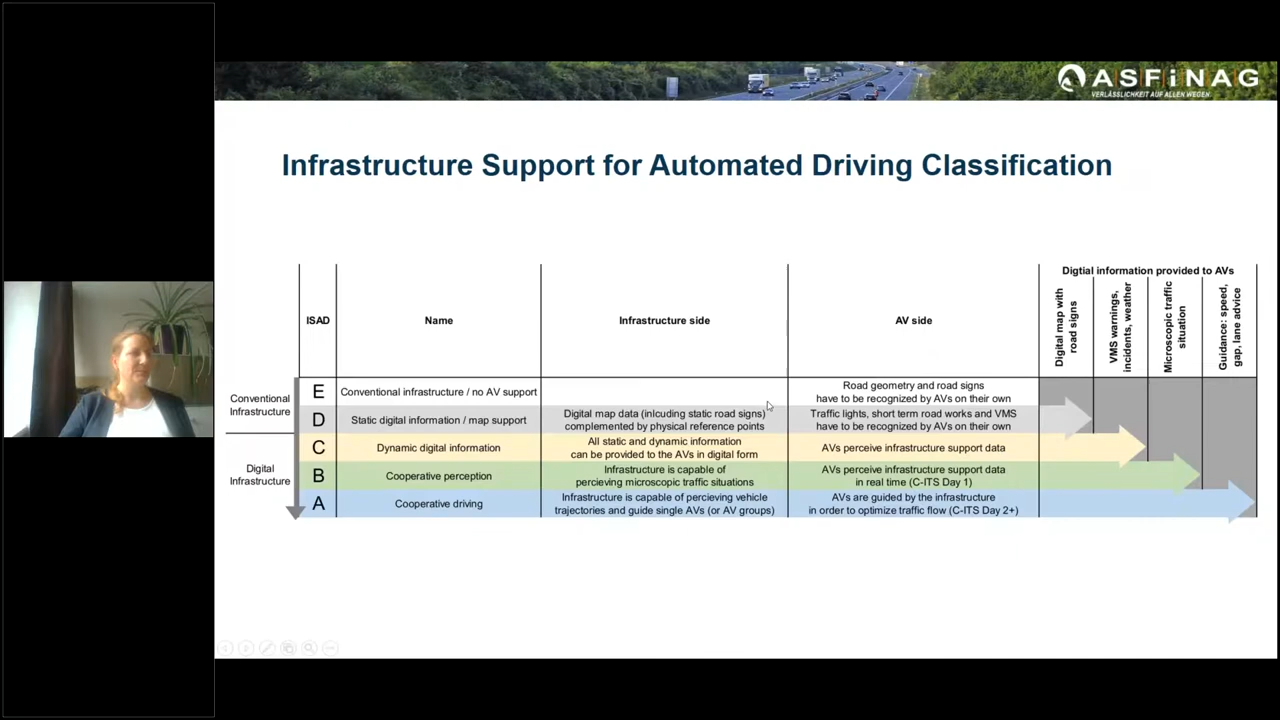 ASFiNAG
VERLÄSSLICHKEIT AUF ALLEN WEGEN
Infrastructure Support for Automated Driving Classification
Digtial information provided to AVs
ISAD
Name
Infrastructure side
AV side
Digital map with
road signs
VMS warnings,
incidents, weather
Microscopic traffic
situation
Guidance: speed,
gap, lane advice
Conventional
Infrastructure
E
Conventional infrastructure / no AV support
Road geometry and road signs
have to be recognized by AVs on their own
D
Static digital information / map support
Digital map data (inlcuding static road signs)
complemented by physical reference points
Traffic lights, short term road works and VMS
have to be recognized by AVs on their own
Digital
Infrastructure
C
Dynamic digital information
All static and dynamic information
can be provided to the AVs in digital form
AVs perceive infrastructure support data
B
Cooperative perception
Infrastructure is capable of
percieving microscopic traffic situations
AVs perceive infrastructure support data
in real time (C-ITS Day 1)
A
Cooperative driving
Infrastructure is capable of percieving vehicle
trajectories and guide single AVs (or AV groups)
AVs are guided by the infrastructure
in order to optimize traffic flow (C-ITS Day 2+)